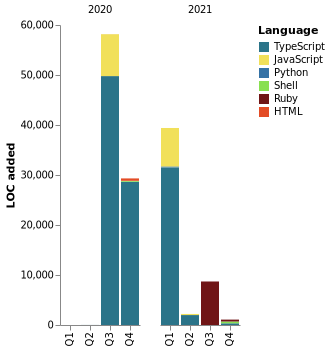 2020 2021
Language
TypeScript
JavaScript
Python
Shell
Ruby
HTML
LOC added
60,000
50,000
40,000
30,000
20,000
10,000
0
Q1 Q2 Q3 Q4 Q1 Q2 Q3 Q4